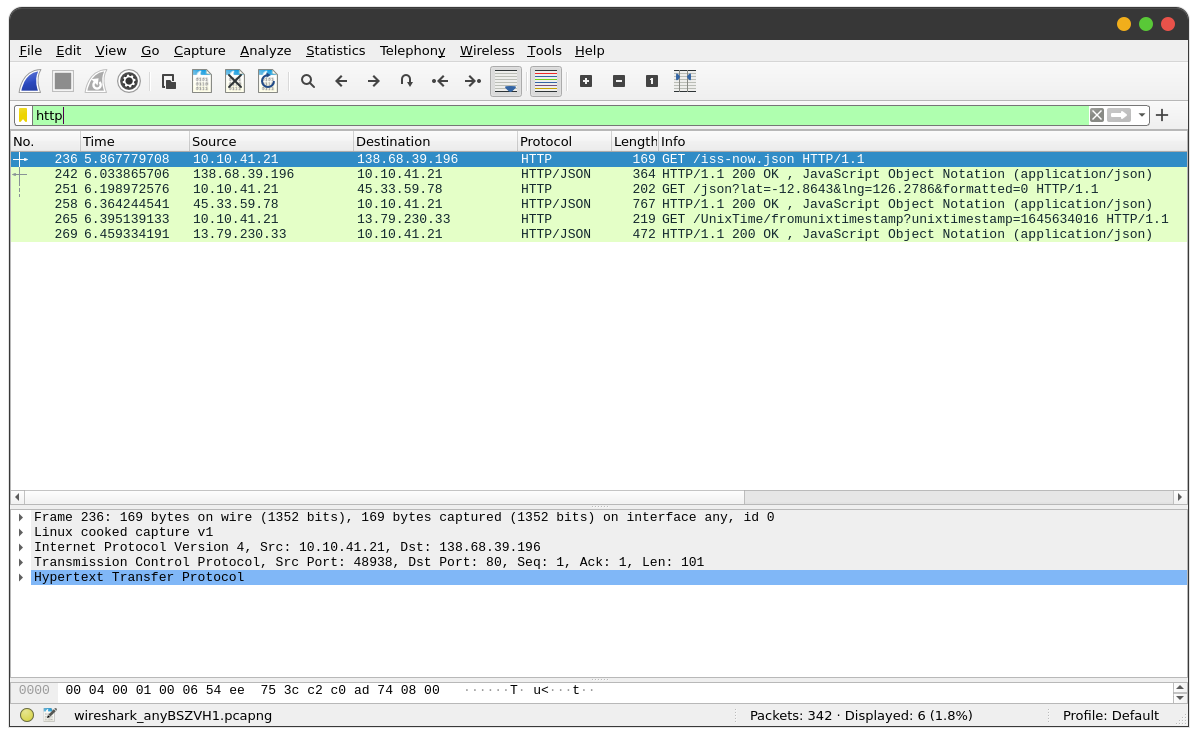 File Edit View Go Capture Analyze Statistics Telephony Wireless Tools Help
http
No. Time Source Destination Protocol Length Info
236 5.867779708 10.10.41.21 138.68.39.196 HTTP 169 GET /iss-now.json HTTP/1.1
242 6.033865706 138.68.39.196 10.10.41.21 HTTP/JSON 364 HTTP/1.1 200 OK , JavaScript Object Notation (application/json)
251 6.198972576 10.10.41.21 45.33.59.78 HTTP 202 GET /json?lat=-12.8643&lng=126.2786&formatted=0 HTTP/1.1
258 6.364244541 45.33.59.78 10.10.41.21 HTTP/JSON 767 HTTP/1.1 200 OK , JavaScript Object Notation (application/json)
265 6.395139133 10.10.41.21 13.79.230.33 HTTP 219 GET /UnixTime/fromunixtimestamp?unixtimestamp=1645634016 HTTP/1.1
269 6.459334191 13.79.230.33 10.10.41.21 HTTP/JSON 472 HTTP/1.1 200 OK , JavaScript Object Notation (application/json)
Frame 236: 169 bytes on wire (1352 bits), 169 bytes captured (1352 bits) on interface any, id 0
Linux cooked capture v1
Internet Protocol Version 4, Src: 10.10.41.21, Dst: 138.68.39.196
Transmission Control Protocol, Src Port: 48938, Dst Port: 80, Seq: 1, Ack: 1, Len: 101
Hypertext Transfer Protocol
0000 00 04 00 01 00 06 54 ee 75 3c c2 c0 ad 74 08 00 ······T· u<···t··
wireshark_anyBSZVH1.pcapng Packets: 342 · Displayed: 6 (1.8%) Profile: Default